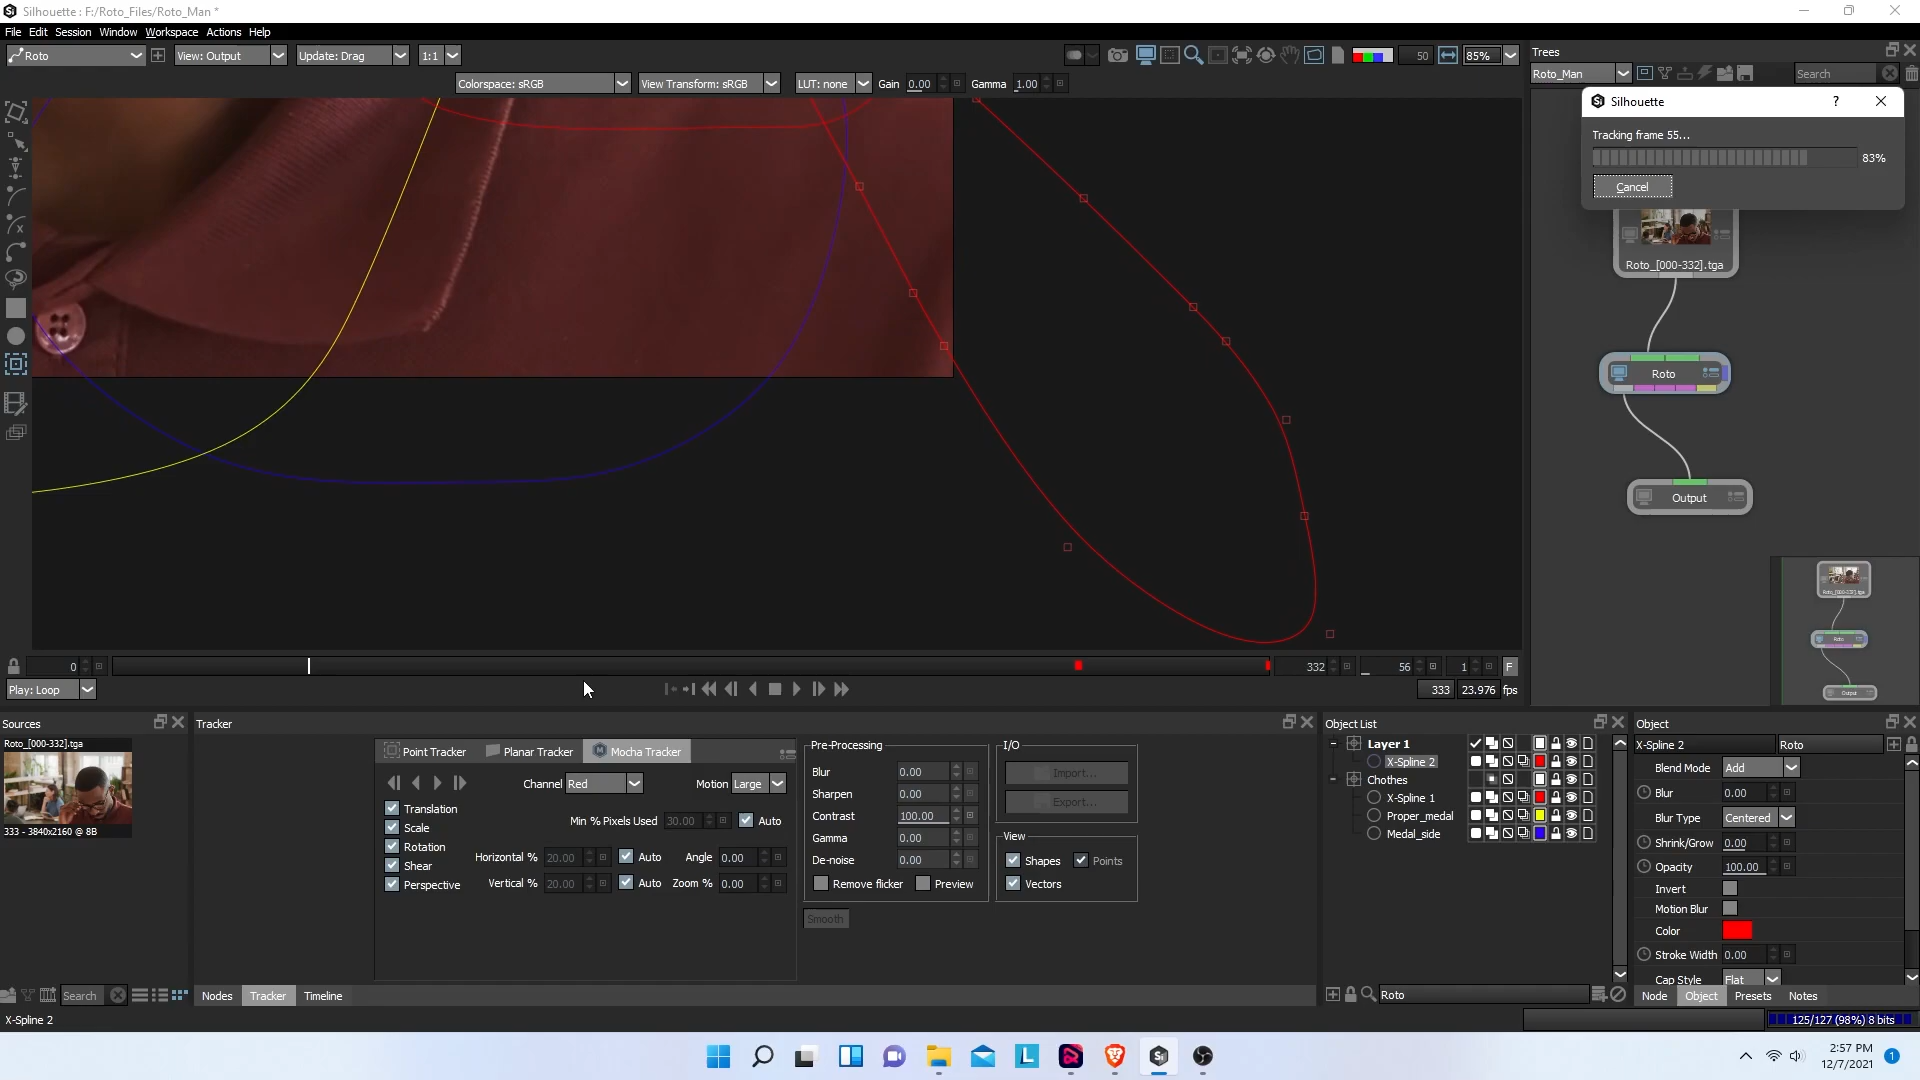 Silhouette : F:/Roto_Files/Roto_Man *
File Edit Session Window Workspace Actions Help
Roto View: Output Update: Drag 1:1 50 85%
Colorspace: sRGB View Transform: sRGB LUT: none Gain 0.00 Gamma 1.00
Trees
Roto_Man Search
Silhouette ?
Tracking frame 55...
83%
Cancel
Roto_[000-332].tga
Roto
Output
0 332 56 1 F
Play: Loop 333 23.976 fps
Sources
Roto_[000-332].tga
333 - 3840x2160 @ 8B
Search
Tracker
Point Tracker Planar Tracker Mocha Tracker
Channel Red Motion Large
Translation
Scale
Rotation
Shear
Perspective
Min % Pixels Used 30.00 Auto
Horizontal % 20.00 Auto Angle 0.00
Vertical % 20.00 Auto Zoom % 0.00
Pre-Processing
Blur 0.00
Sharpen 0.00
Contrast 100.00
Gamma 0.00
De-noise 0.00
Remove flicker Preview
Smooth
I/O
Import...
Export...
View
Shapes Points
Vectors
Nodes Tracker Timeline
Object List
Layer 1
X-Spline 2
Chothes
X-Spline 1
Proper_medal
Medal_side
Roto
Object
X-Spline 2 Roto
Blend Mode Add
Blur 0.00
Blur Type Centered
Shrink/Grow 0.00
Opacity 100.00
Invert
Motion Blur
Color
Stroke Width 0.00
Cap Style Flat
Node Object Presets Notes
X-Spline 2
125/127 (98%) 8 bits
2:57 PM
12/7/2021
1